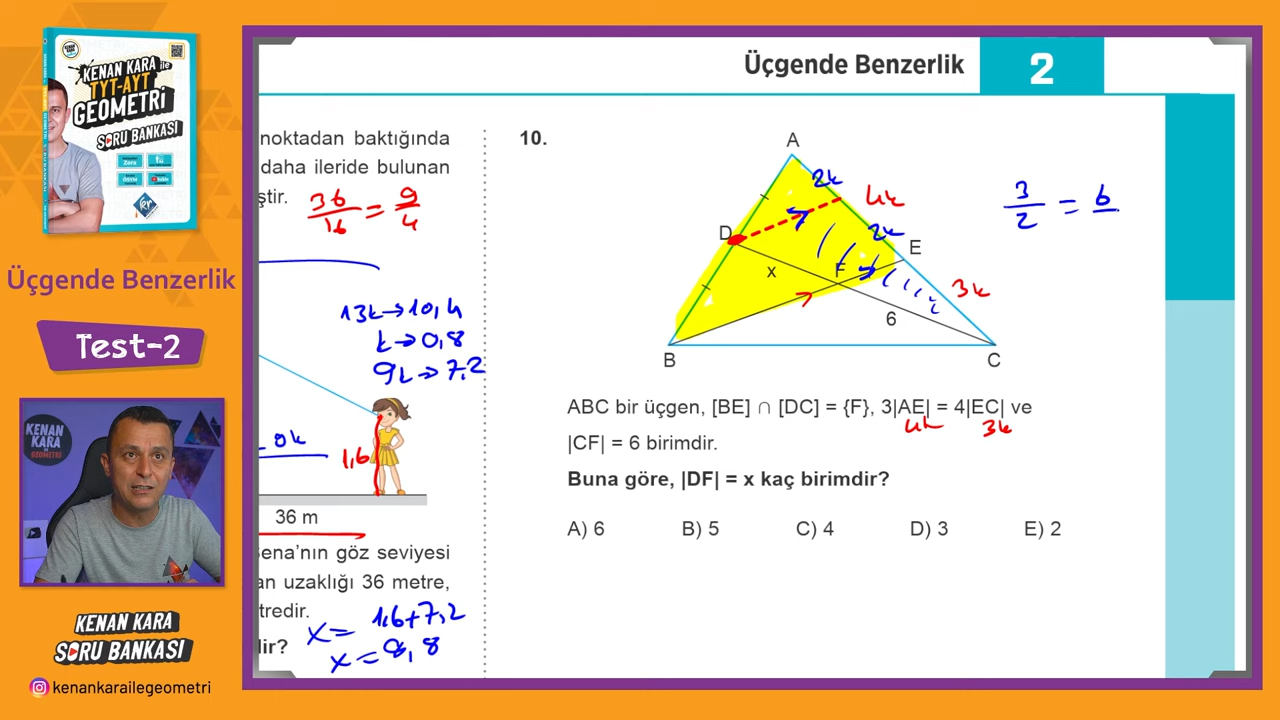 KENAN KARA ile
TYT-AYT
GEOMETRİ
SORU BANKASI
Üçgende Benzerlik
Test-2
KENAN KARA
İLE
GEOMETRİ
KENAN KARA
SORU BANKASI
kenankarailegeometri
Üçgende Benzerlik
2
noktadan baktığında
daha ileride bulunan
ştir.
36/16 = 9/4
13k → 10,4
k → 0,8
9k → 7,2
1,6
36 m
Sena'nın göz seviyesi
an uzaklığı 36 metre,
tredir.
x = 1,6+7,2
lir?
x = 8,8
10.
A
2k
4k
D
2k
E
x
F
3k
6
B
C
3/2 = 6
ABC bir üçgen, [BE] ∩ [DC] = {F}, 3|AE| = 4|EC| ve
4k
3k
|CF| = 6 birimdir.
Buna göre, |DF| = x kaç birimdir?
A) 6
B) 5
C) 4
D) 3
E) 2